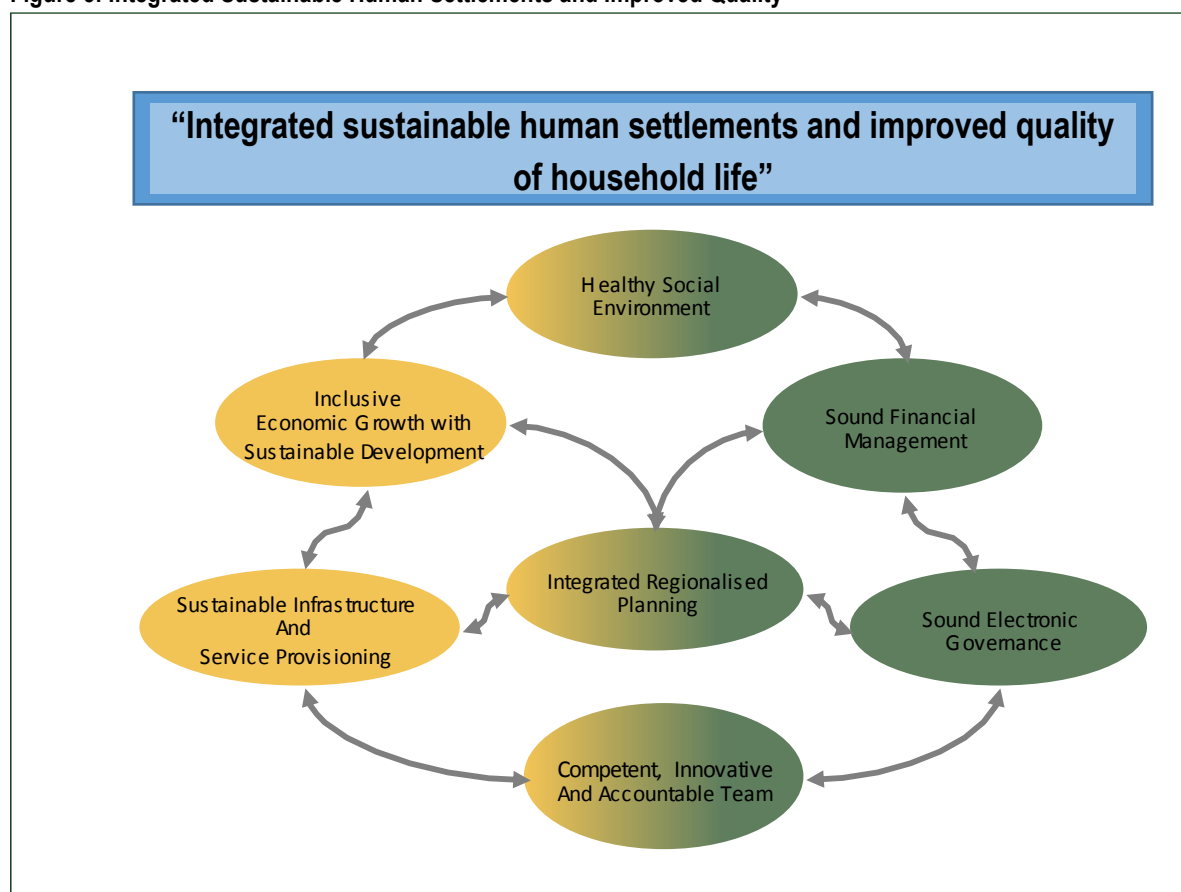 “Integrated sustainable human settlements and improved quality
of household life”
Healthy Social
Environment
Inclusive
Economic Growth with
Sustainable Development
Sound Financial
Management
Integrated Regionalised
Planning
Sustainable Infrastructure
And
Service Provisioning
Sound Electronic
Governance
Competent, Innovative
And Accountable Team